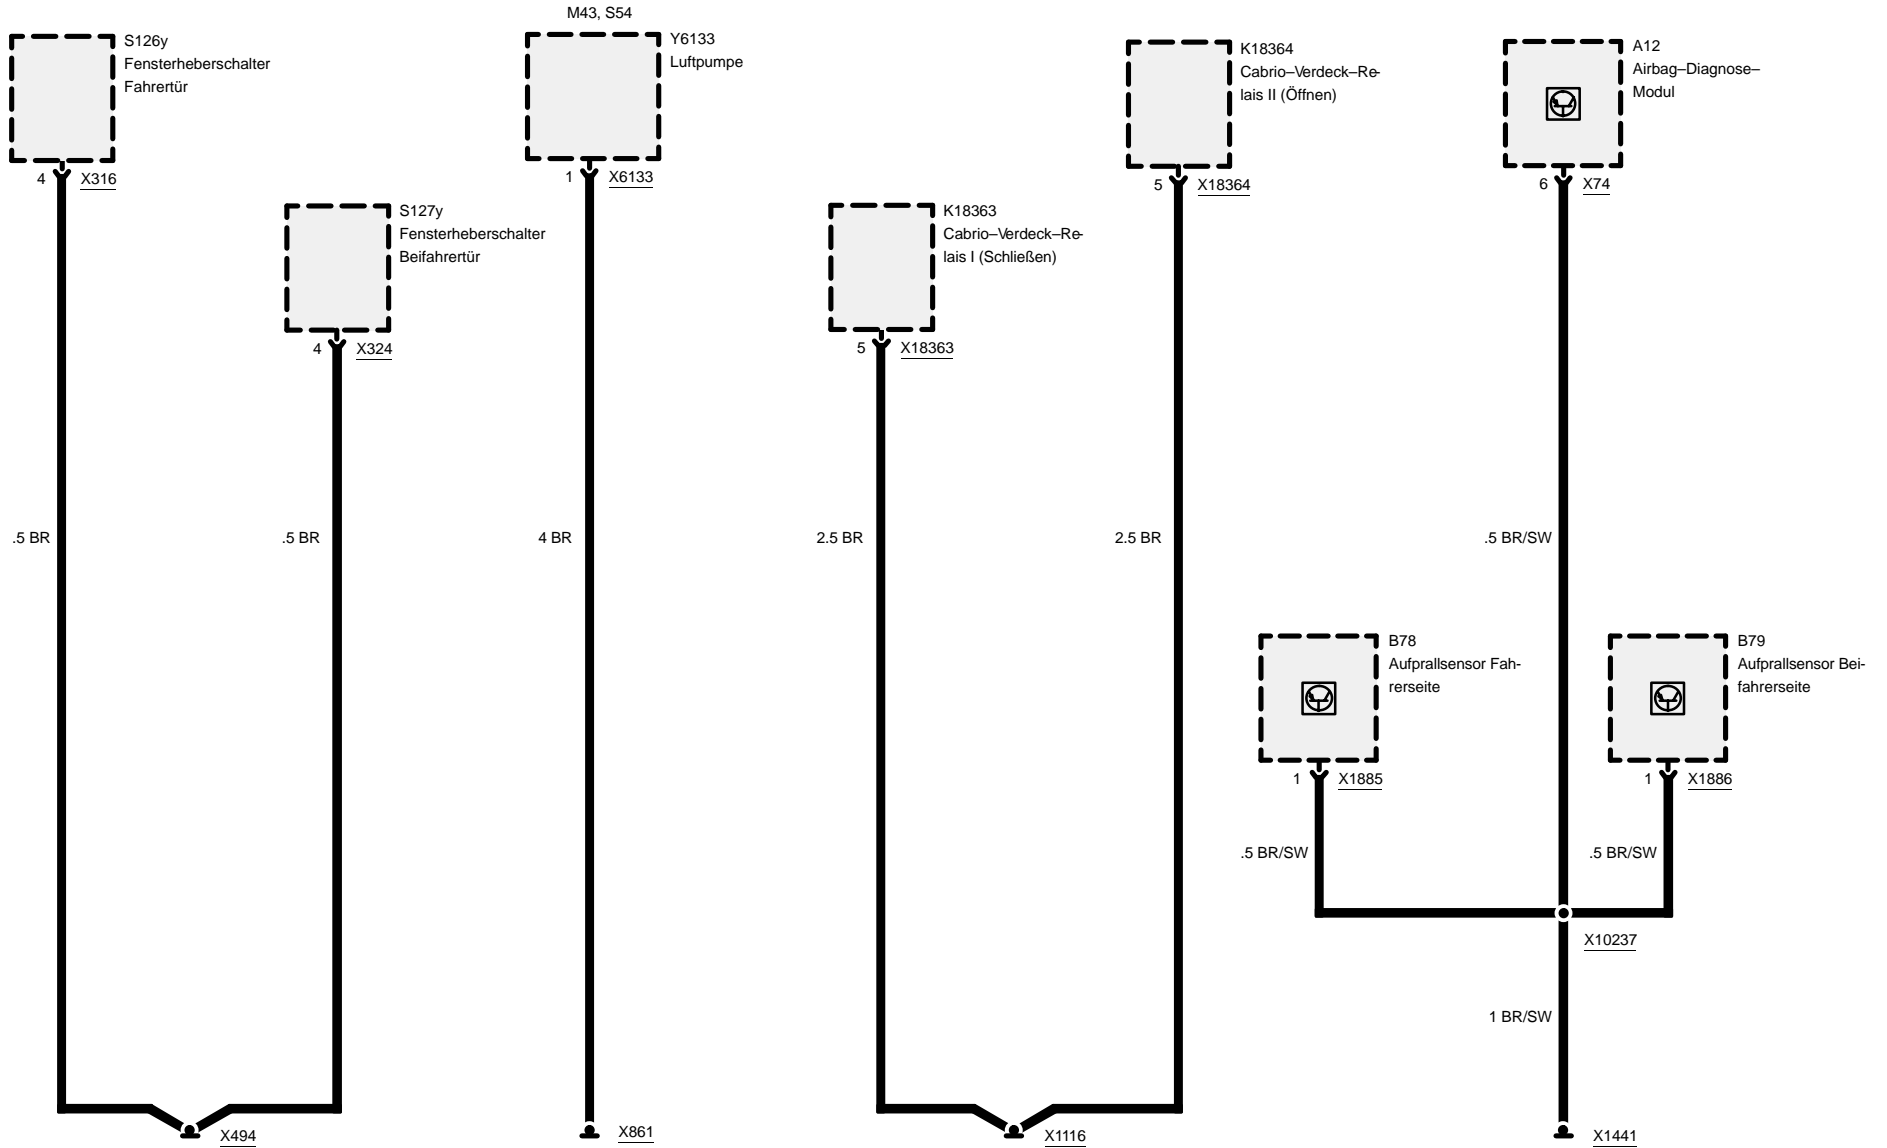 M43, S54
S126y
Fensterheberschalter
Fahrertür
Y6133
Luftpumpe
K18364
Cabrio–Verdeck–Re-
lais II (Öffnen)
A12
Airbag–Diagnose–
Modul
4 X316
1 X6133
5 X18364
6 X74
S127y
Fensterheberschalter
Beifahrertür
K18363
Cabrio–Verdeck–Re-
lais I (Schließen)
4 X324
5 X18363
.5 BR
.5 BR
4 BR
2.5 BR
2.5 BR
.5 BR/SW
B78
Aufprallsensor Fah-
rerseite
B79
Aufprallsensor Bei-
fahrerseite
1 X1885
1 X1886
.5 BR/SW
.5 BR/SW
X10237
1 BR/SW
X494
X861
X1116
X1441